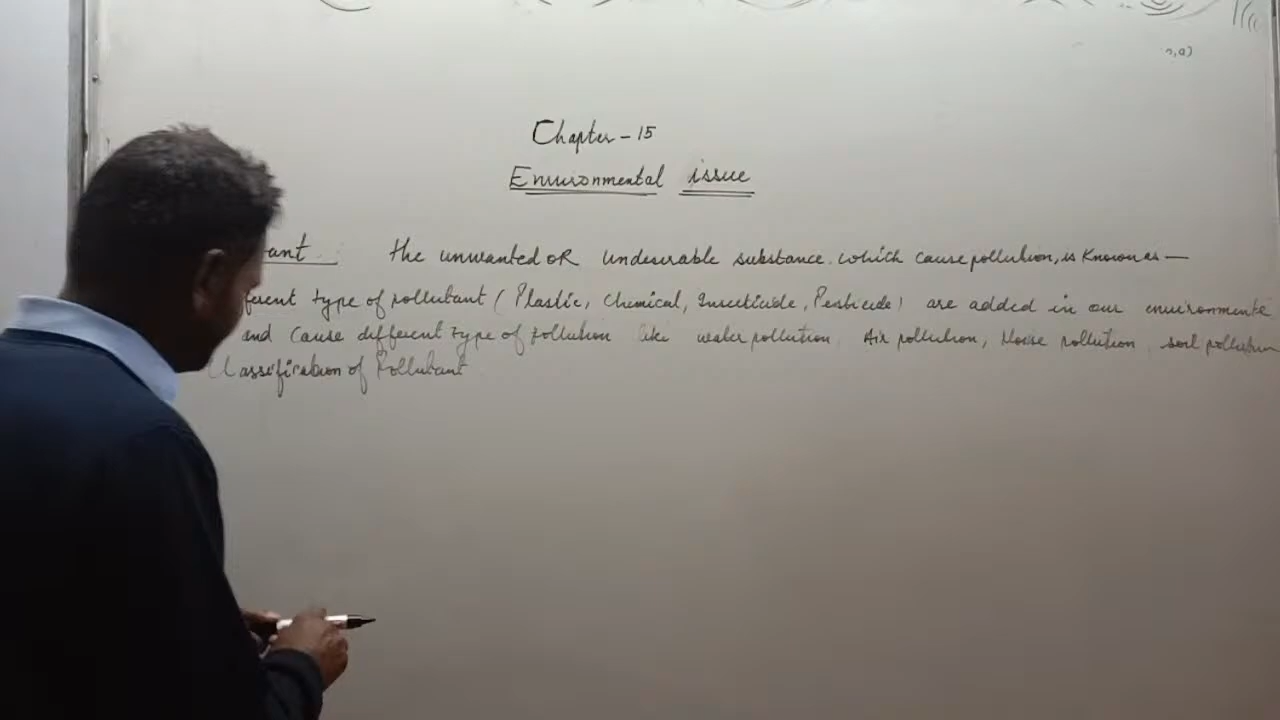 Chapter - 15
Environmental issue
ant : the unwanted OR undesirable substance which cause pollution, is known as —
ferent type of pollutant ( Plastic, Chemical, Insecticide, Pesticide) are added in our environmente
and cause different type of pollution like water pollution, Air pollution, Noise pollution, soil pollution
Classification of Pollutant